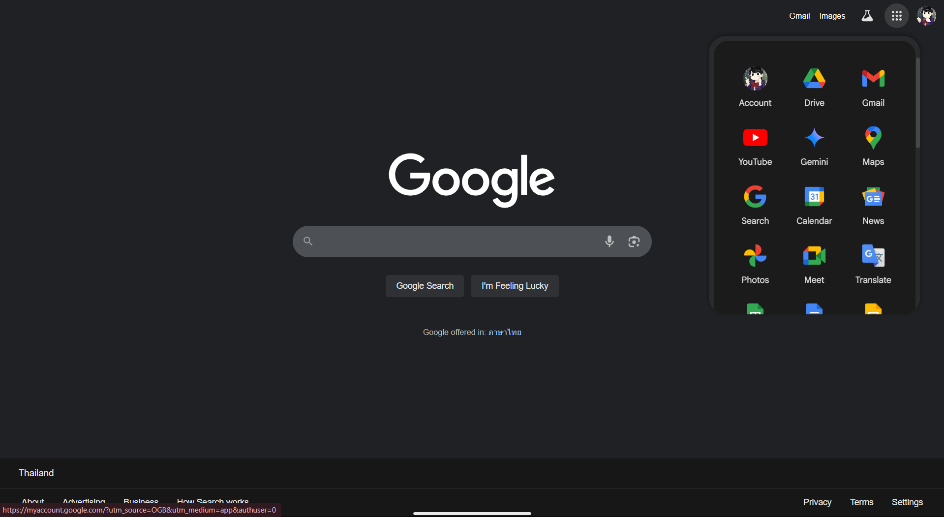 Gmail Images
Account Drive Gmail
YouTube Gemini Maps
31
Search Calendar News
Photos Meet Translate
Google
Google Search I'm Feeling Lucky
Google offered in: ภาษาไทย
Thailand
About Advertising Business How Search works
Privacy Terms Settings
https://myaccount.google.com/?utm_source=OGB&utm_medium=app&authuser=0